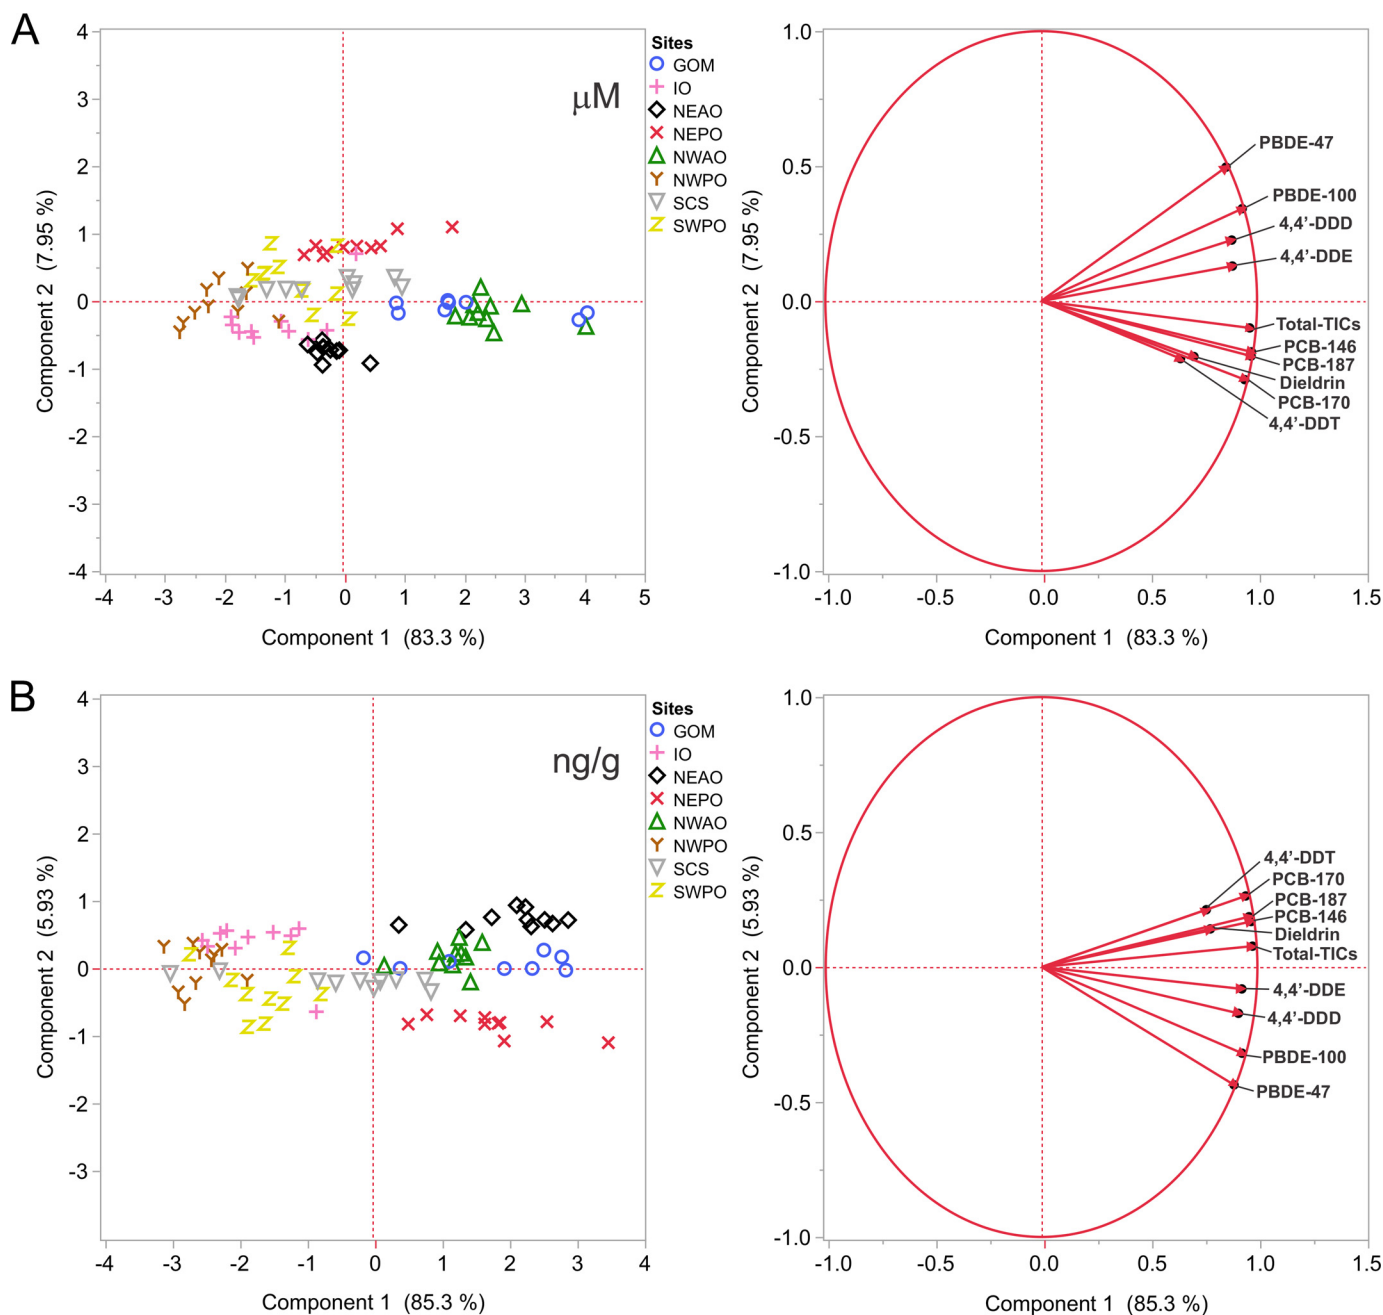 A
μM
Sites
GOM
IO
NEAO
NEPO
NWAO
NWPO
SCS
SWPO
4
3
2
1
0
-1
-2
-3
-4
Component 2 (7.95 %)
-4
-3
-2
-1
0
1
2
3
4
5
Component 1 (83.3 %)
1.0
0.5
0.0
-0.5
-1.0
Component 2 (7.95 %)
PBDE-47
PBDE-100
4,4'-DDD
4,4'-DDE
Total-TICs
PCB-146
PCB-187
Dieldrin
PCB-170
4,4'-DDT
-1.0
-0.5
0.0
0.5
1.0
1.5
Component 1 (83.3 %)
B
ng/g
Sites
GOM
IO
NEAO
NEPO
NWAO
NWPO
SCS
SWPO
4
3
2
1
0
-1
-2
-3
Component 2 (5.93 %)
-4
-3
-2
-1
0
1
2
3
4
Component 1 (85.3 %)
1.0
0.5
0.0
-0.5
-1.0
Component 2 (5.93 %)
4,4'-DDT
PCB-170
PCB-187
PCB-146
Dieldrin
Total-TICs
4,4'-DDE
4,4'-DDD
PBDE-100
PBDE-47
-1.0
-0.5
0.0
0.5
1.0
1.5
Component 1 (85.3 %)